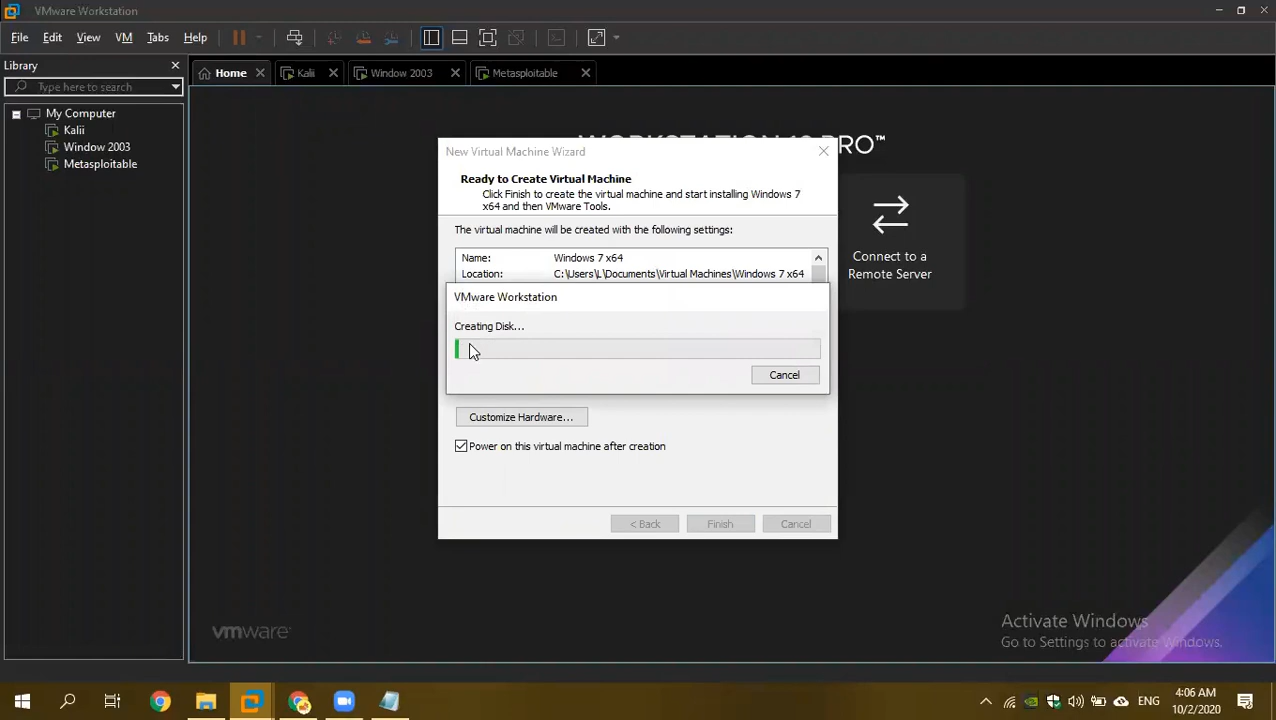 VMware Workstation
File Edit View VM Tabs Help
Library
Type here to search
Home Kalii Window 2003 Metasploitable
My Computer
Kalii
Window 2003
Metasploitable
PRO™
New Virtual Machine Wizard
Ready to Create Virtual Machine
Click Finish to create the virtual machine and start installing Windows 7
x64 and then VMware Tools.
The virtual machine will be created with the following settings:
Name: Windows 7 x64
Location: C:\Users\L\Documents\Virtual Machines\Windows 7 x64
VMware Workstation
Creating Disk...
Cancel
Customize Hardware...
Power on this virtual machine after creation
< Back Finish Cancel
Connect to a
Remote Server
vmware
Activate Windows
Go to Settings to activate Windows.
ENG
4:06 AM
10/2/2020